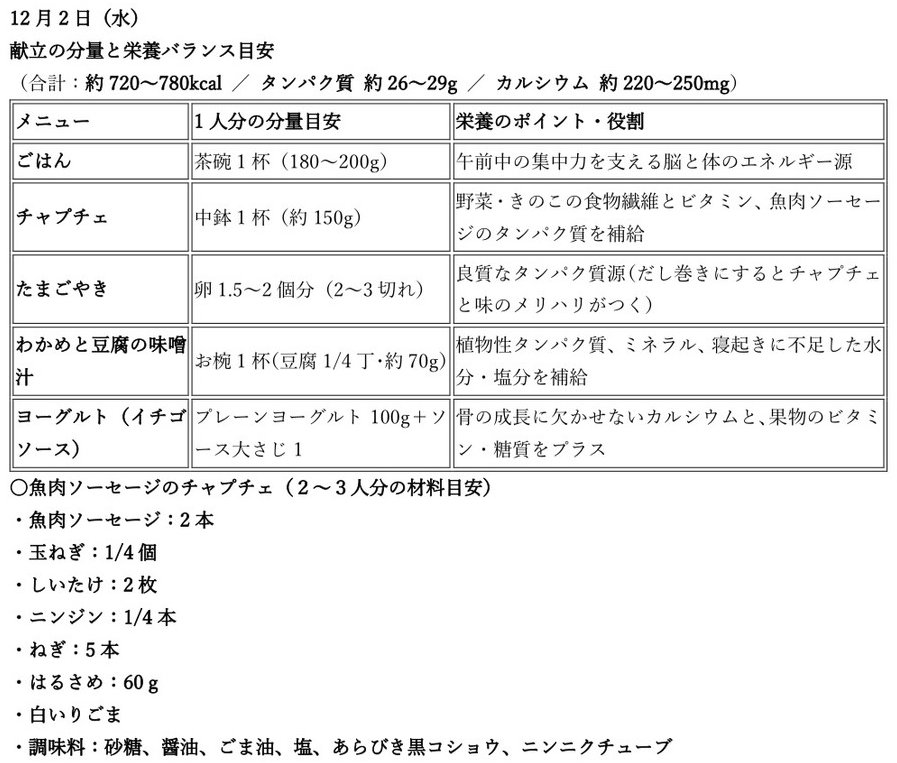 12月2日（水）
献立の分量と栄養バランス目安
（合計：約720～780kcal ／ タンパク質 約26～29g ／ カルシウム 約220～250mg）
メニュー 1人分の分量目安 栄養のポイント・役割
ごはん 茶碗1杯（180～200g） 午前中の集中力を支える脳と体のエネルギー源
チャプチェ 中鉢1杯（約150g） 野菜・きのこの食物繊維とビタミン、魚肉ソーセー
ジのタンパク質を補給
たまごやき 卵1.5～2個分（2～3切れ） 良質なタンパク質源（だし巻きにするとチャプチェ
と味のメリハリがつく）
わかめと豆腐の味噌
汁 お椀1杯（豆腐1/4丁・約70g） 植物性タンパク質、ミネラル、寝起きに不足した水
分・塩分を補給
ヨーグルト（イチゴ
ソース） プレーンヨーグルト100g＋ソ
ース大さじ1 骨の成長に欠かせないカルシウムと、果物のビタミ
ン・糖質をプラス
〇魚肉ソーセージのチャプチェ（２～３人分の材料目安）
・魚肉ソーセージ：2本
・玉ねぎ：1/4個
・しいたけ：2枚
・ニンジン：1/4本
・ねぎ：5本
・はるさめ：60ｇ
・白いりごま
・調味料：砂糖、醤油、ごま油、塩、あらびき黒コショウ、ニンニクチューブ